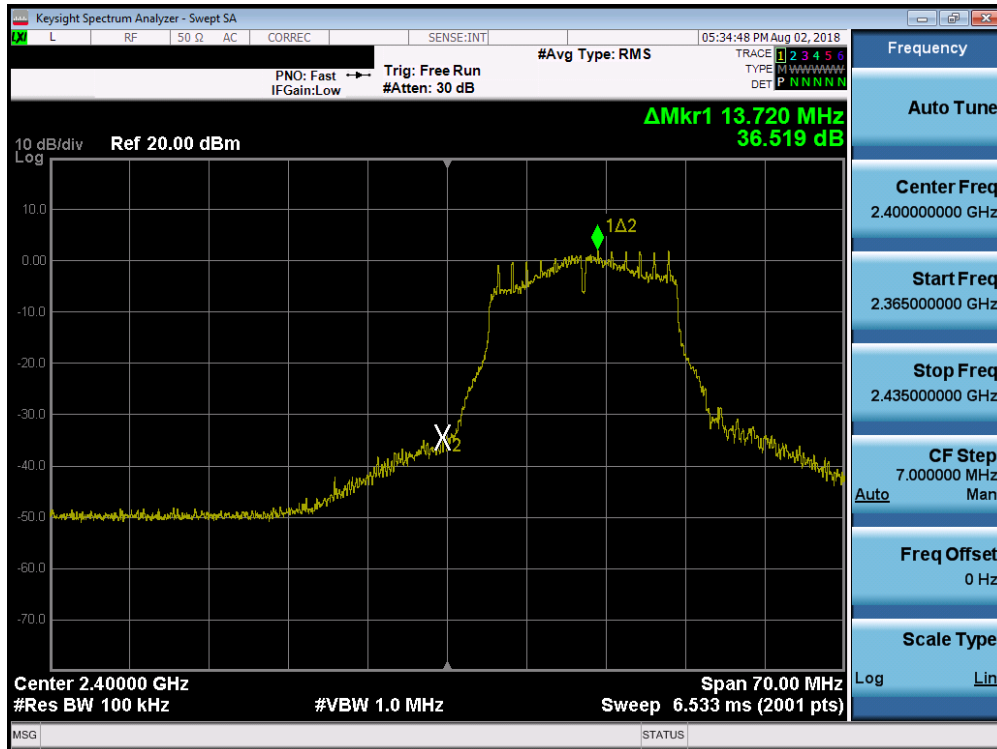 Keysight Spectrum Analyzer - Swept SA
LXI L RF 50 Ω AC CORREC SENSE:INT 05:34:48 PM Aug 02, 2018
Frequency
#Avg Type: RMS
TRACE 1 2 3 4 5 6
PNO: Fast Trig: Free Run
TYPE M WWWWW
IFGain:Low #Atten: 30 dB
DET P N N N N N
ΔMkr1 13.720 MHz
36.519 dB
10 dB/div Ref 20.00 dBm
Log
10.0
0.00
-10.0
-20.0
-30.0
-40.0
-50.0
-60.0
-70.0
1Δ2
X2
Center 2.40000 GHz
Span 70.00 MHz
#Res BW 100 kHz
#VBW 1.0 MHz
Sweep 6.533 ms (2001 pts)
MSG
STATUS
Auto Tune
Center Freq
2.400000000 GHz
Start Freq
2.365000000 GHz
Stop Freq
2.435000000 GHz
CF Step
7.000000 MHz
Auto Man
Freq Offset
0 Hz
Scale Type
Log Lin